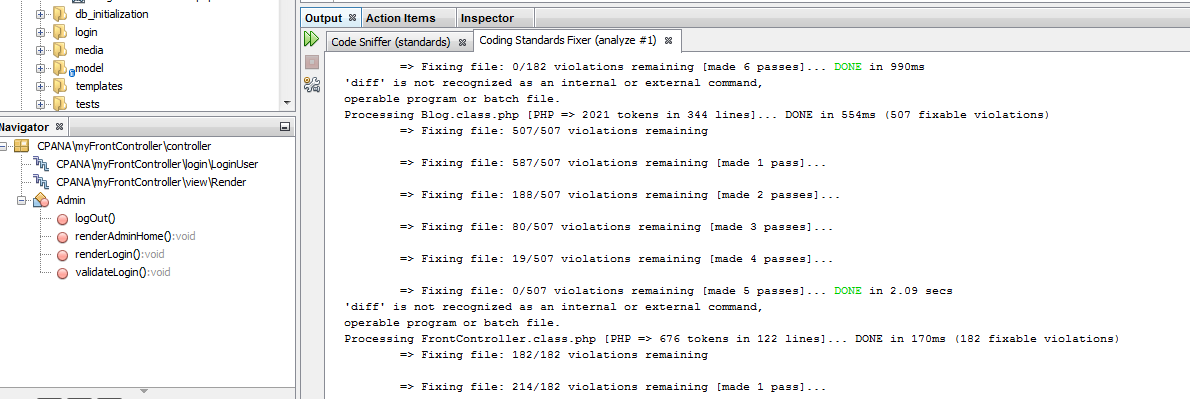 db_initialization
login
media
model
templates
tests
Navigator
CPANA\myFrontController\controller
CPANA\myFrontController\login\LoginUser
CPANA\myFrontController\view\Render
Admin
logOut()
renderAdminHome():void
renderLogin():void
validateLogin():void
Output Action Items Inspector
Code Sniffer (standards) Coding Standards Fixer (analyze #1)
=> Fixing file: 0/182 violations remaining [made 6 passes]... DONE in 990ms
'diff' is not recognized as an internal or external command,
operable program or batch file.
Processing Blog.class.php [PHP => 2021 tokens in 344 lines]... DONE in 554ms (507 fixable violations)
=> Fixing file: 507/507 violations remaining
=> Fixing file: 587/507 violations remaining [made 1 pass]...
=> Fixing file: 188/507 violations remaining [made 2 passes]...
=> Fixing file: 80/507 violations remaining [made 3 passes]...
=> Fixing file: 19/507 violations remaining [made 4 passes]...
=> Fixing file: 0/507 violations remaining [made 5 passes]... DONE in 2.09 secs
'diff' is not recognized as an internal or external command,
operable program or batch file.
Processing FrontController.class.php [PHP => 676 tokens in 122 lines]... DONE in 170ms (182 fixable violations)
=> Fixing file: 182/182 violations remaining
=> Fixing file: 214/182 violations remaining [made 1 pass]...